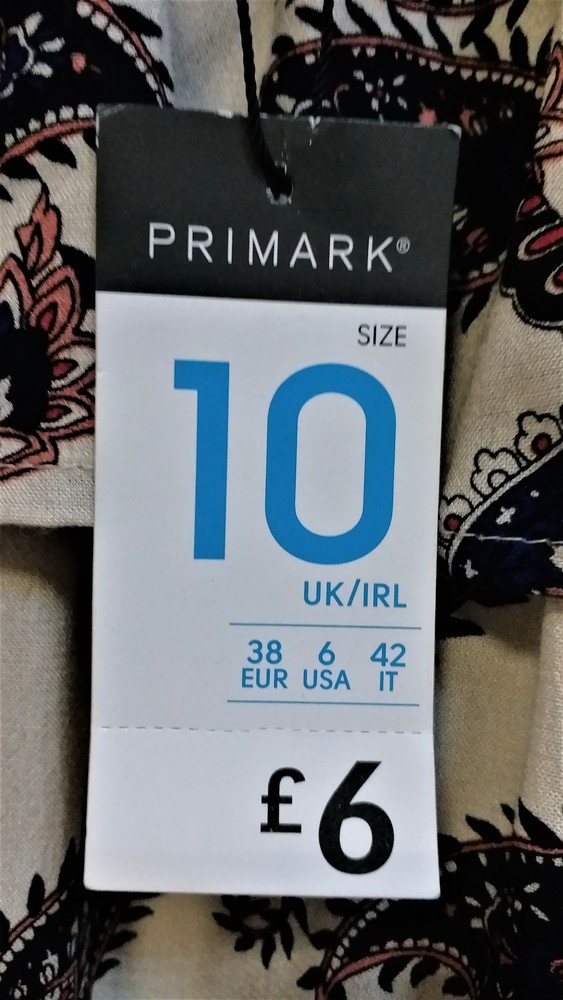 PRIMARK®
SIZE
10
UK/IRL
38 6 42
EUR USA IT
£6